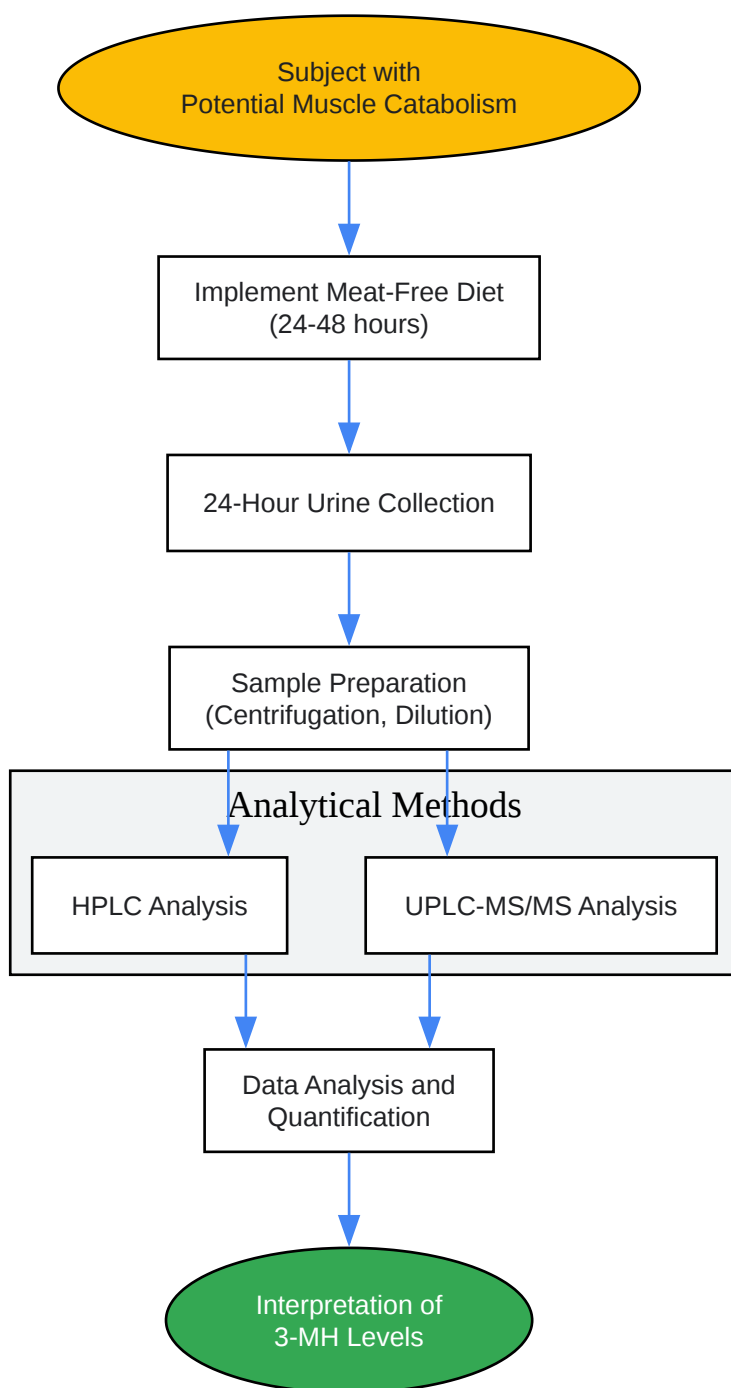 Subject with
Potential Muscle Catabolism
Implement Meat-Free Diet
(24-48 hours)
24-Hour Urine Collection
Sample Preparation
(Centrifugation, Dilution)
Analytical Methods
HPLC Analysis
UPLC-MS/MS Analysis
Data Analysis and
Quantification
Interpretation of
3-MH Levels